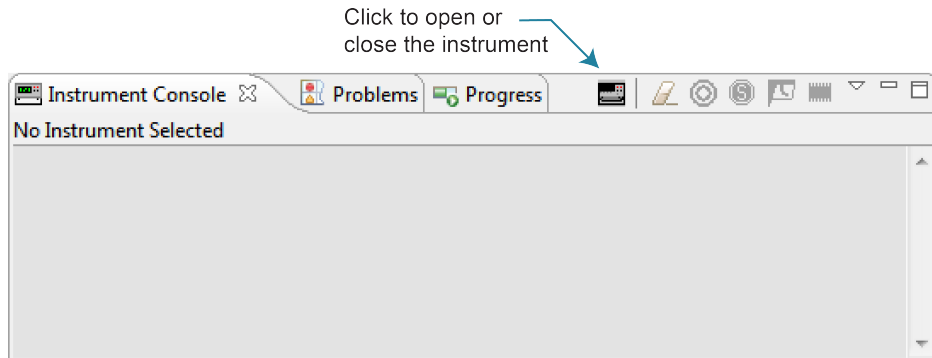 Click to open or
close the instrument
Instrument Console Problems Progress
No Instrument Selected